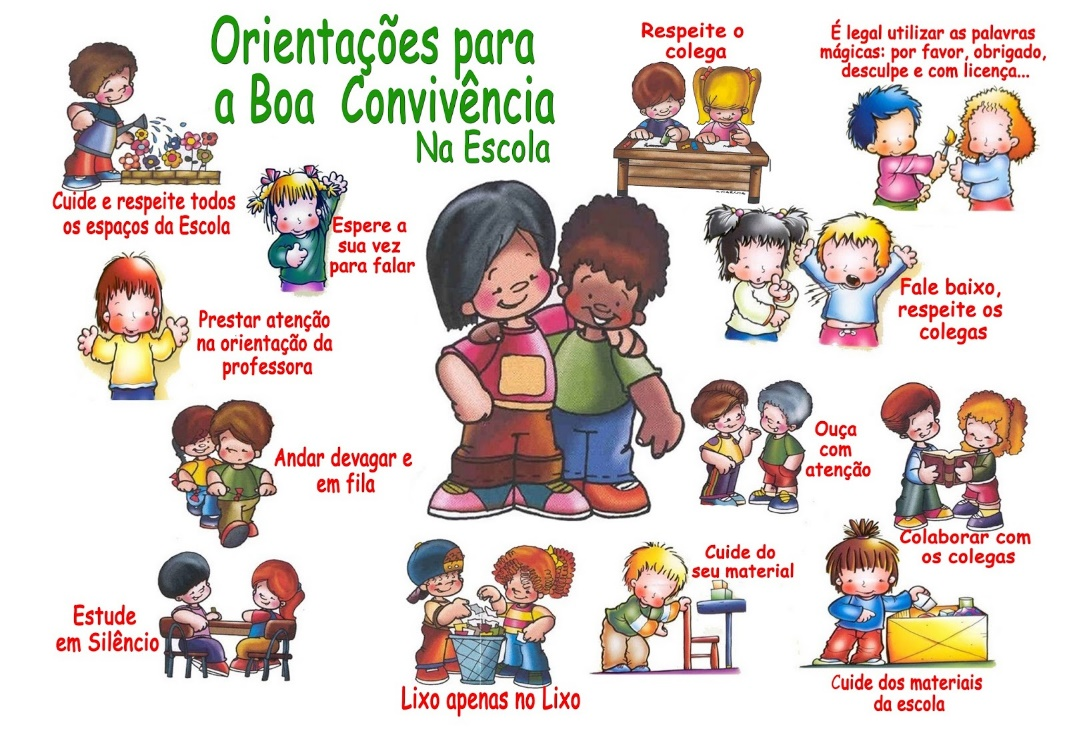 Orientações para
a Boa Convivência
Na Escola
Respeite o
colega
É legal utilizar as palavras
mágicas: por favor, obrigado,
desculpe e com licença...
Cuide e respeite todos
os espaços da Escola
Espere a
sua vez
para falar
Fale baixo,
respeite os
colegas
Prestar atenção
na orientação da
professora
Andar devagar e
em fila
Ouça
com
atenção
Colaborar com
os colegas
Estude
em Silêncio
Lixo apenas no Lixo
Cuide do
seu material
Cuide dos materiais
da escola